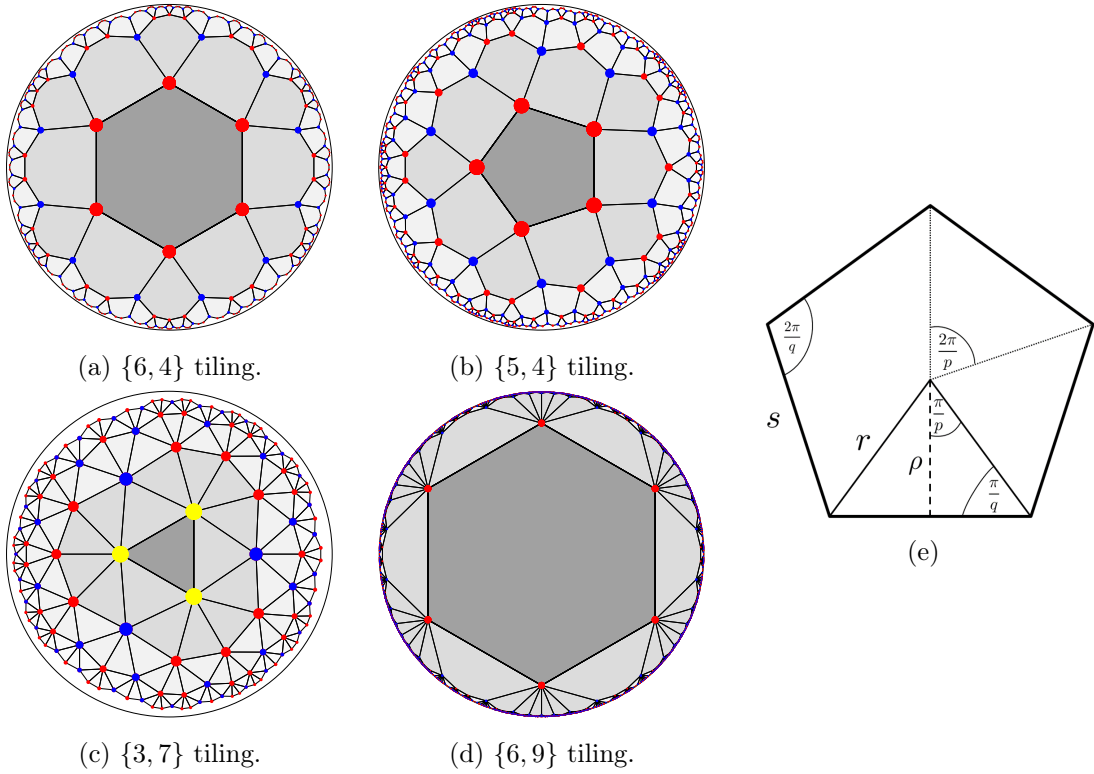 (a) {6, 4} tiling.
(b) {5, 4} tiling.
(c) {3, 7} tiling.
(d) {6, 9} tiling.
2π/q
2π/p
π/p
s
r
ρ
π/q
(e)